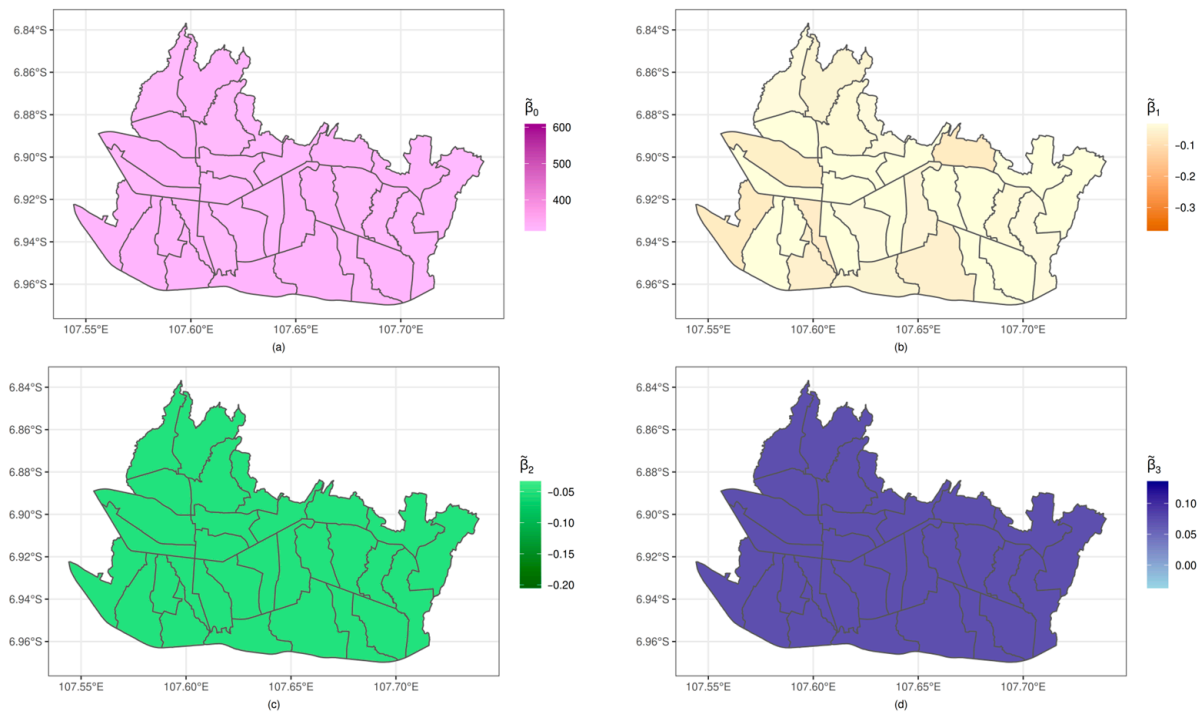 6.84°S
6.86°S
6.88°S
6.90°S
6.92°S
6.94°S
6.96°S
107.55°E 107.60°E 107.65°E 107.70°E
(a)
β̃0
600
500
400
6.84°S
6.86°S
6.88°S
6.90°S
6.92°S
6.94°S
6.96°S
107.55°E 107.60°E 107.65°E 107.70°E
(b)
β̃1
−0.1
−0.2
−0.3
6.84°S
6.86°S
6.88°S
6.90°S
6.92°S
6.94°S
6.96°S
107.55°E 107.60°E 107.65°E 107.70°E
(c)
β̃2
−0.05
−0.10
−0.15
−0.20
6.84°S
6.86°S
6.88°S
6.90°S
6.92°S
6.94°S
6.96°S
107.55°E 107.60°E 107.65°E 107.70°E
(d)
β̃3
0.10
0.05
0.00